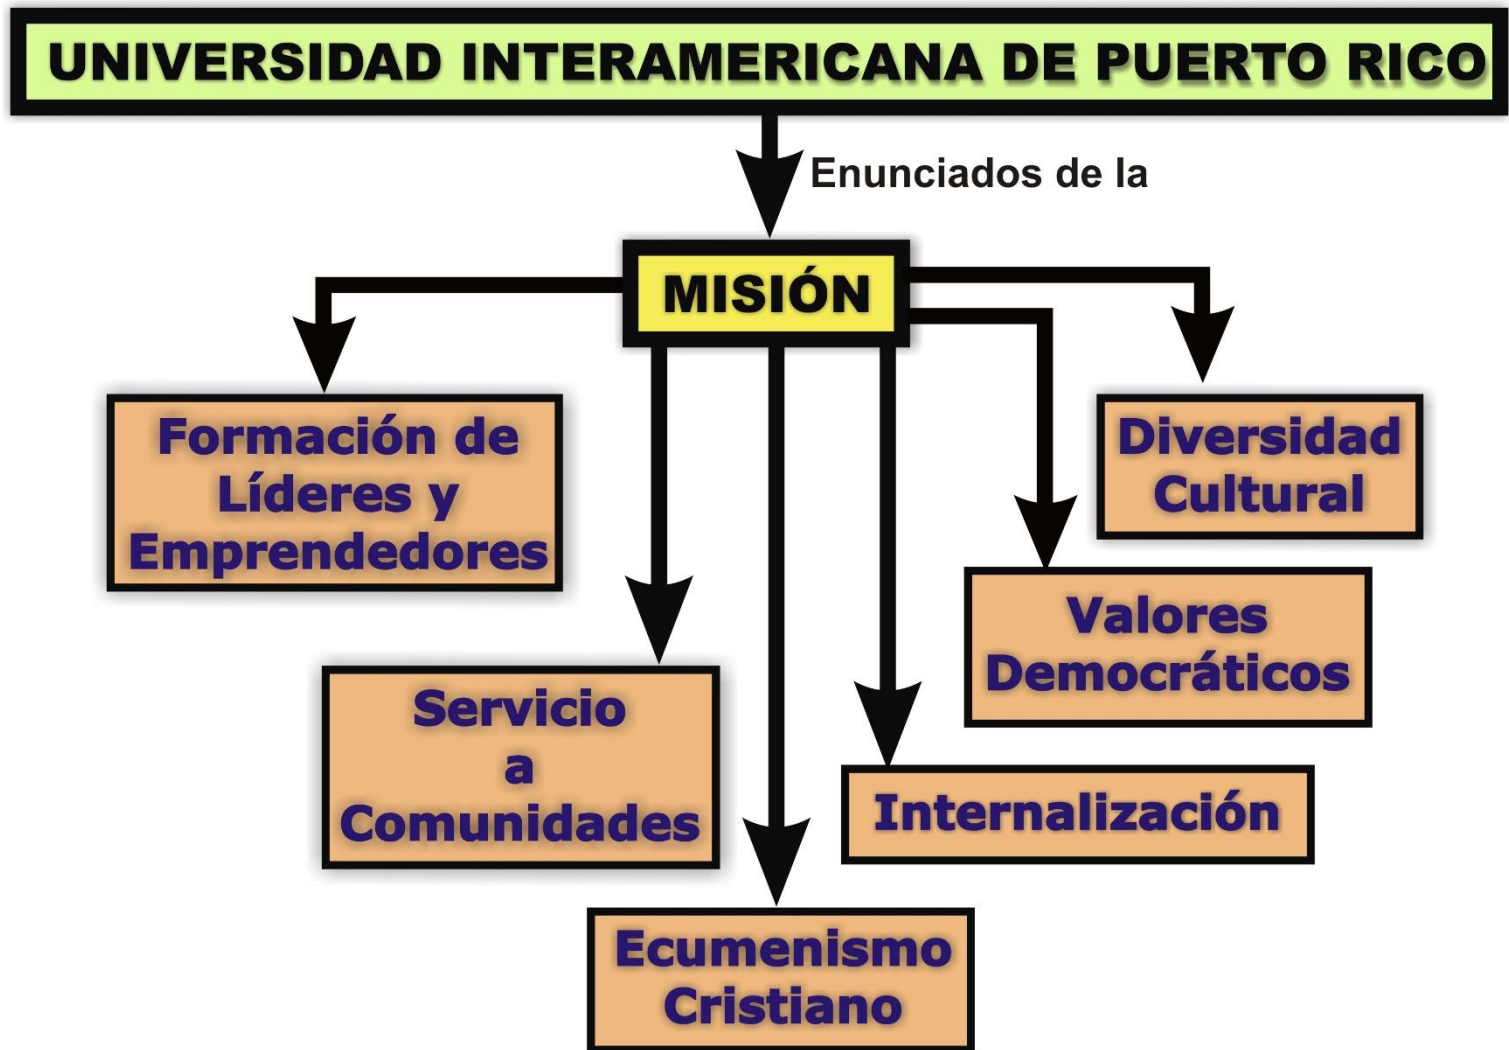 UNIVERSIDAD INTERAMERICANA DE PUERTO RICO
Enunciados de la
MISIÓN
Formación de
Líderes y
Emprendedores
Servicio
a
Comunidades
Ecumenismo
Cristiano
Internalización
Valores
Democráticos
Diversidad
Cultural